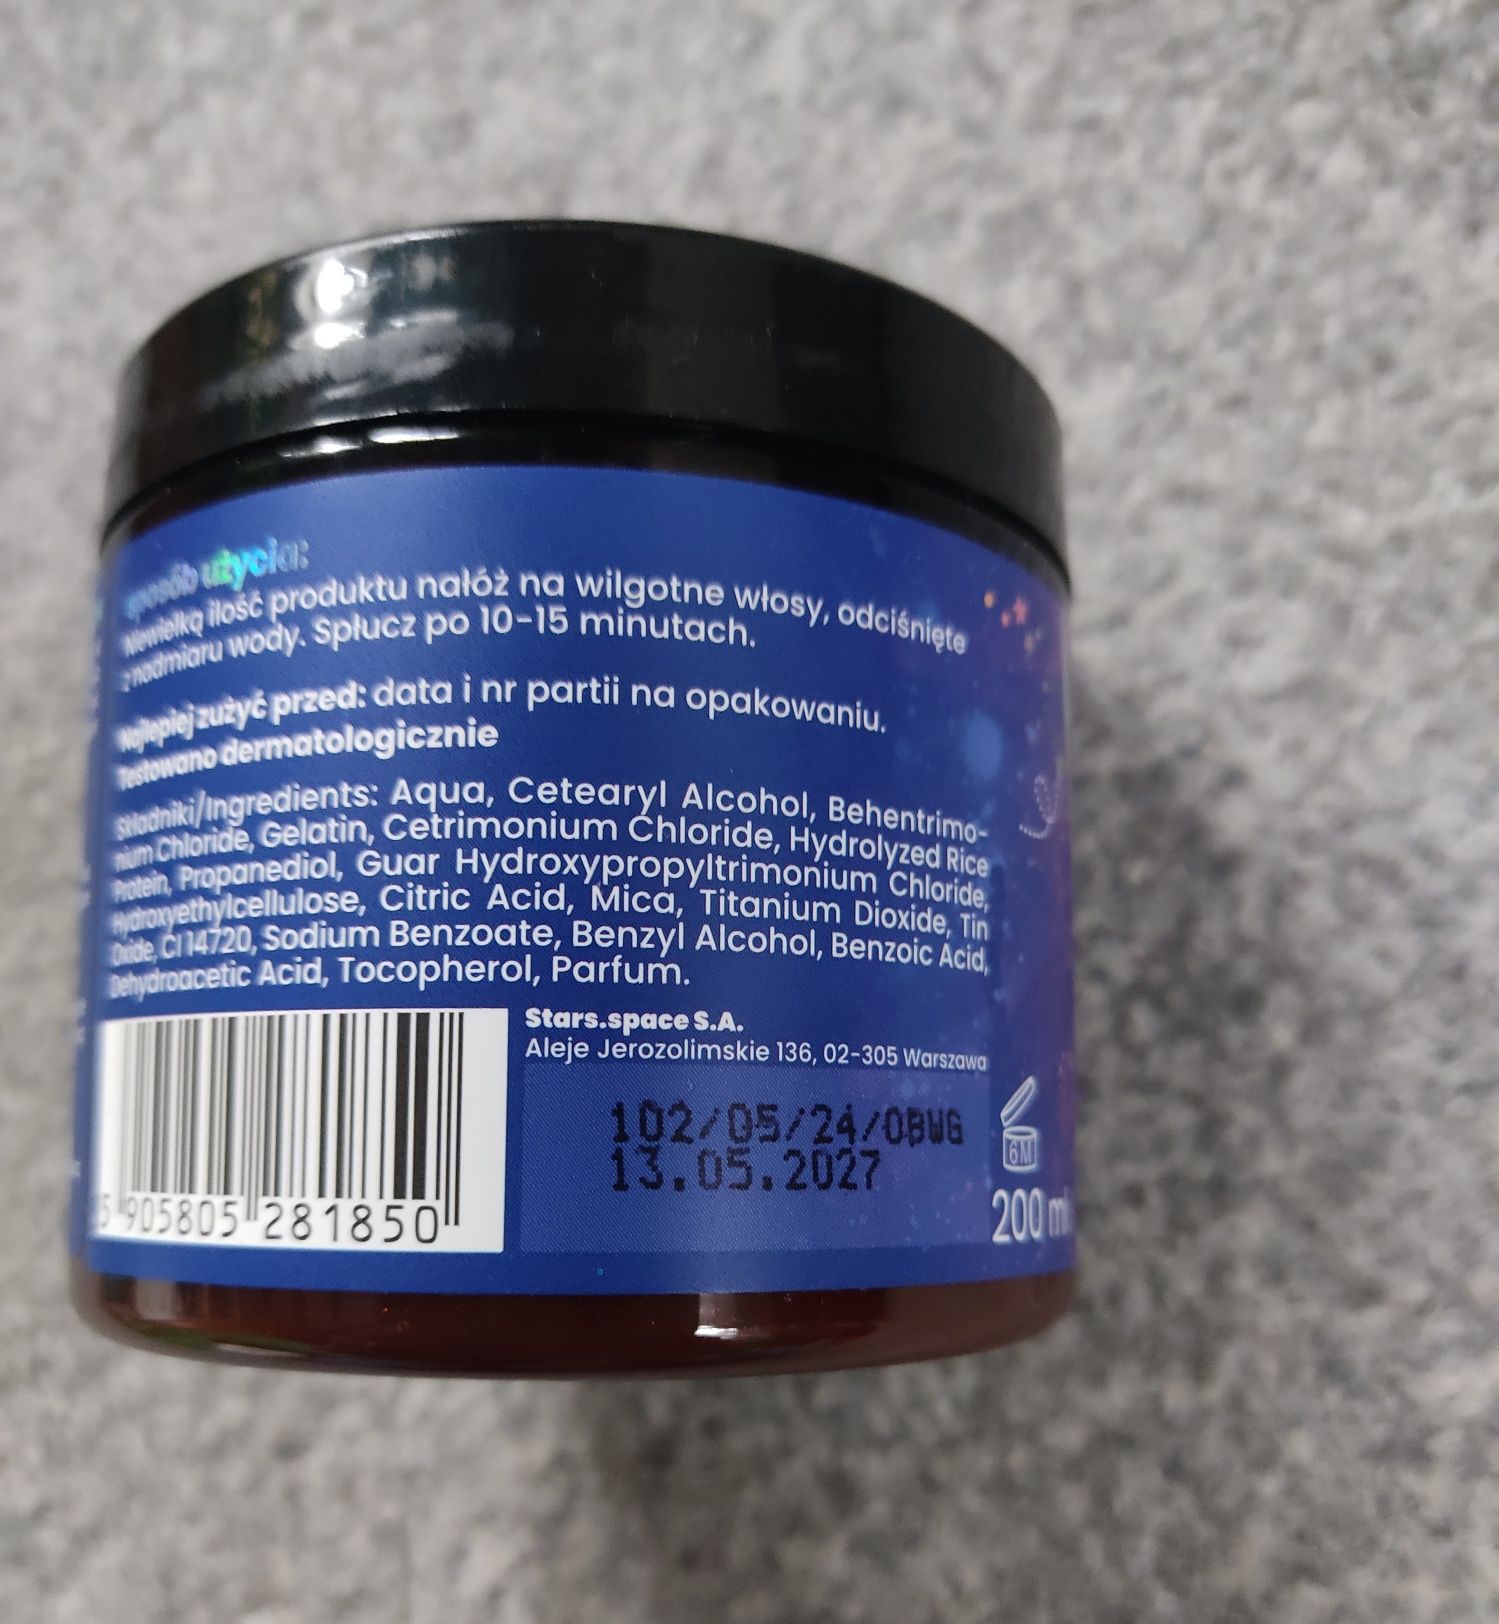 sposób użycia:
Niewielką ilość produktu nałóż na wilgotne włosy, odciśnięte
z nadmiaru wody. Spłucz po 10-15 minutach.
Najlepiej zużyć przed: data i nr partii na opakowaniu.
Testowano dermatologicznie
Składniki/Ingredients: Aqua, Cetearyl Alcohol, Behentrimo-
nium Chloride, Gelatin, Cetrimonium Chloride, Hydrolyzed Rice
Protein, Propanediol, Guar Hydroxypropyltrimonium Chloride,
Hydroxyethylcellulose, Citric Acid, Mica, Titanium Dioxide, Tin
Oxide, CI 14720, Sodium Benzoate, Benzyl Alcohol, Benzoic Acid,
Dehydroacetic Acid, Tocopherol, Parfum.
Stars.space S.A.
Aleje Jerozolimskie 136, 02-305 Warszawa
102/05/24/OBWG
13.05.2027
6M
5 905805 281850
200 ml